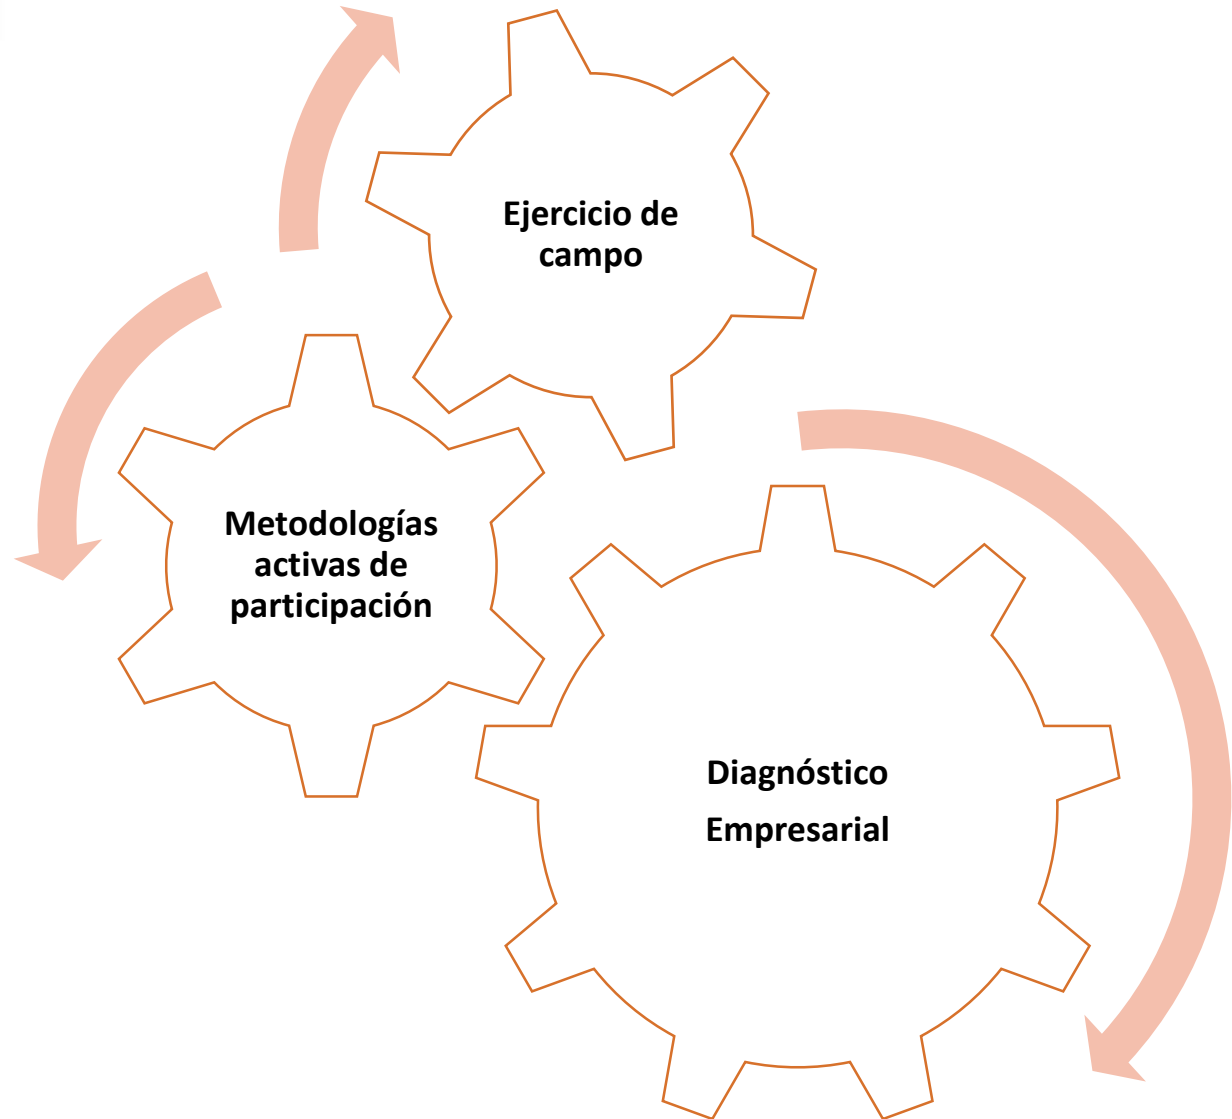 Ejercicio de
campo
Metodologías
activas de
participación
Diagnóstico
Empresarial